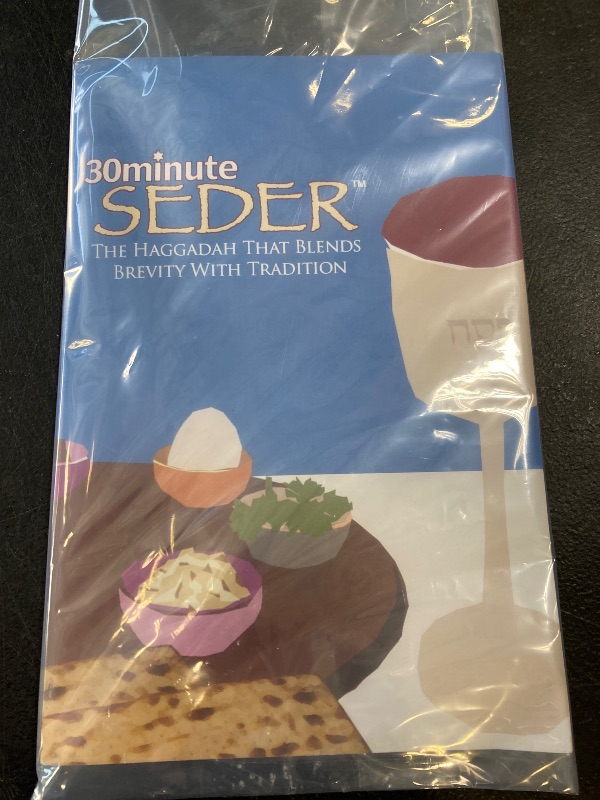 30minute
SEDER™
THE HAGGADAH THAT BLENDS
BREVITY WITH TRADITION
פסח